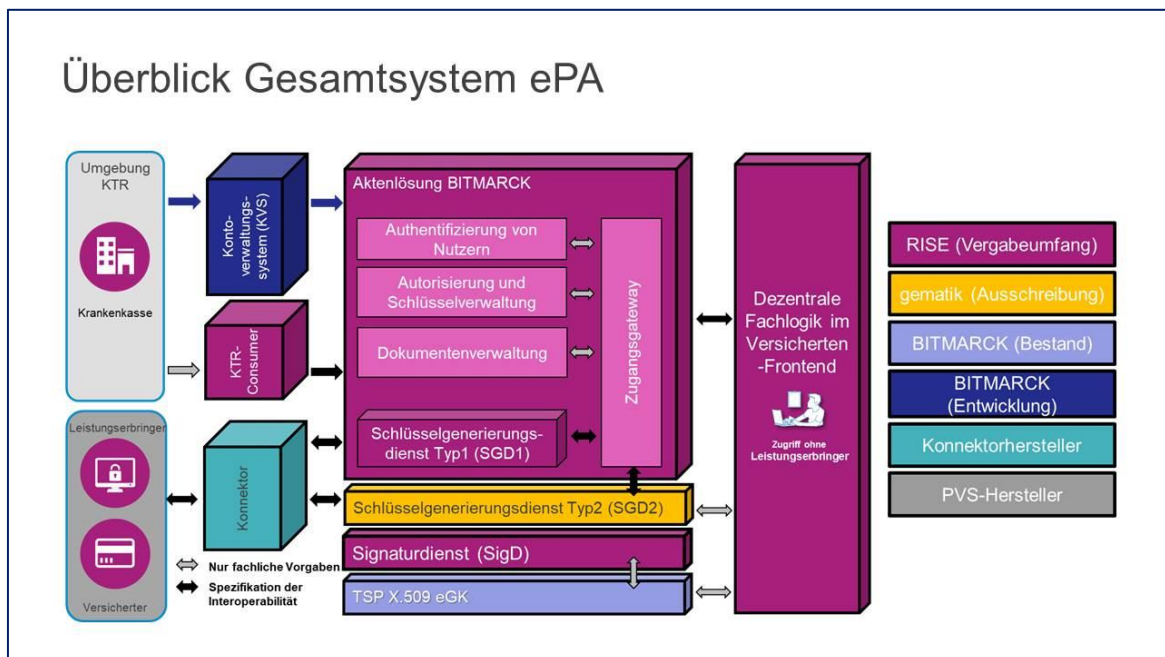 Überblick Gesamtsystem ePA
Umgebung
KTR
Krankenkasse
Konto-
verwaltungs-
system (KVS)
KTR-
Consumer
Leistungserbringer
Versicherter
Konnektor
Nur fachliche Vorgaben
Spezifikation der
Interoperabilität
Aktenlösung BITMARCK
Authentifizierung von
Nutzern
Autorisierung und
Schlüsselverwaltung
Dokumentenverwaltung
Schlüsselgenerierungs-
dienst Typ1 (SGD1)
Zugangsgateway
Schlüsselgenerierungsdienst Typ2 (SGD2)
Signaturdienst (SigD)
TSP X.509 eGK
Dezentrale
Fachlogik im
Versicherten
-Frontend
Zugriff ohne
Leistungserbringer
RISE (Vergabeumfang)
gematik (Ausschreibung)
BITMARCK (Bestand)
BITMARCK
(Entwicklung)
Konnektorhersteller
PVS-Hersteller